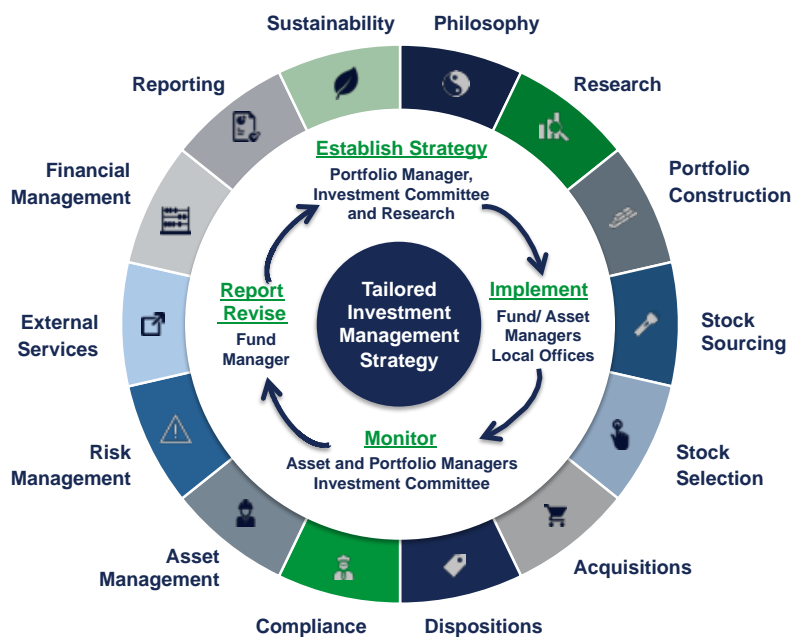 Sustainability
Philosophy
Research
Portfolio
Construction
Stock
Sourcing
Stock
Selection
Acquisitions
Dispositions
Compliance
Asset
Management
Risk
Management
External
Services
Financial
Management
Reporting
Establish Strategy
Portfolio Manager,
Investment Committee
and Research
Implement
Fund/ Asset
Managers
Local Offices
Monitor
Asset and Portfolio Managers
Investment Committee
Report
Revise
Fund
Manager
Tailored
Investment
Management
Strategy